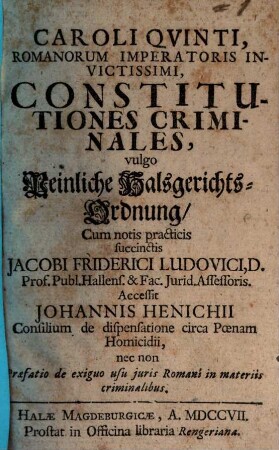 CAROLI QVINTI,
ROMANORUM IMPERATORIS IN-
VICTISSIMI,
CONSTITU-
TIONES CRIMI-
NALES,
vulgo
Peinliche Halsgerichts-
Ordnung/
Cum notis practicis
succinctis
JACOBI FRIDERICI LUDOVICI, D.
Prof. Publ. Hallens. & Fac. Jurid. Assessoris.
Accessit
JOHANNIS HENICHII
Consilium de dispensatione circa Pœnam
Homicidii,
nec non
Præfatio de exiguo usu juris Romani in materiis
criminalibus.
HALÆ MAGDEBURGICÆ, A. MDCCVII.
Prostat in Officina libraria Rengeriana.